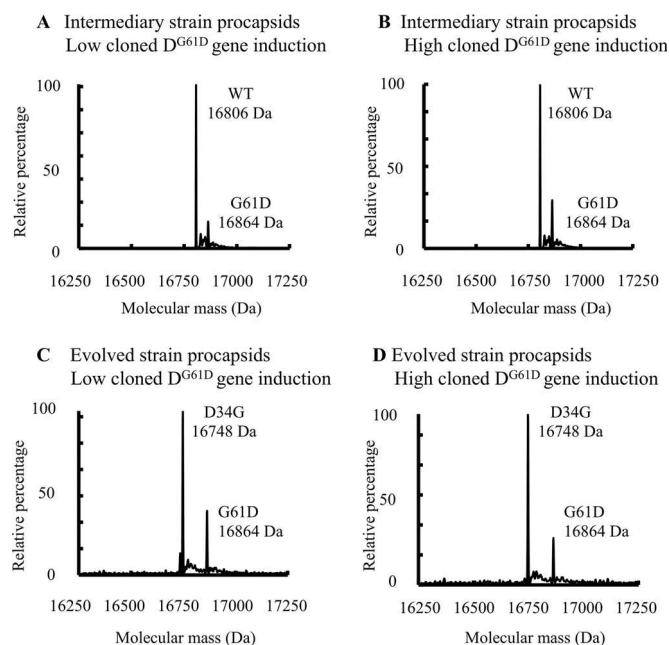 A Intermediary strain procapsids
Low cloned D^G61D gene induction
Relative percentage
100
50
0
WT
16806 Da
G61D
16864 Da
16250 16500 16750 17000 17250
Molecular mass (Da)
B Intermediary strain procapsids
High cloned D^G61D gene induction
Relative percentage
100
50
0
WT
16806 Da
G61D
16864 Da
16250 16500 16750 17000 17250
Molecular mass (Da)
C Evolved strain procapsids
Low cloned D^G61D gene induction
Relative percentage
100
50
0
D34G
16748 Da
G61D
16864 Da
16250 16500 16750 17000 17250
Molecular mass (Da)
D Evolved strain procapsids
High cloned D^G61D gene induction
Relative percentage
100
50
0
D34G
16748 Da
G61D
16864 Da
16250 16500 16750 17000 17250
Molecular mass (Da)